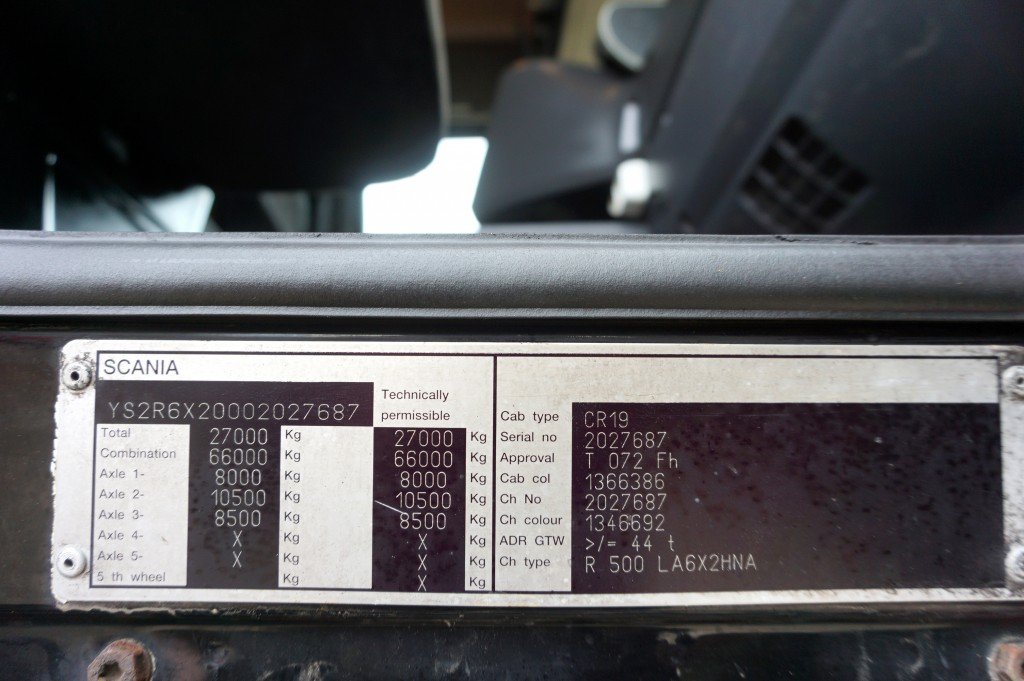 SCANIA
YS2R6X20002027687
Technically
permissible
Total 27000 Kg 27000 Kg
Combination 66000 Kg 66000 Kg
Axle 1- 8000 Kg 8000 Kg
Axle 2- 10500 Kg 10500 Kg
Axle 3- 8500 Kg 8500 Kg
Axle 4- X Kg X Kg
Axle 5- X Kg X Kg
5 th wheel Kg X Kg
Cab type CR19
Serial no 2027687
Approval T 072 Fh
Cab col 1366386
Ch No 2027687
Ch colour 1346692
ADR GTW >/= 44 t
Ch type R 500 LA6X2HNA